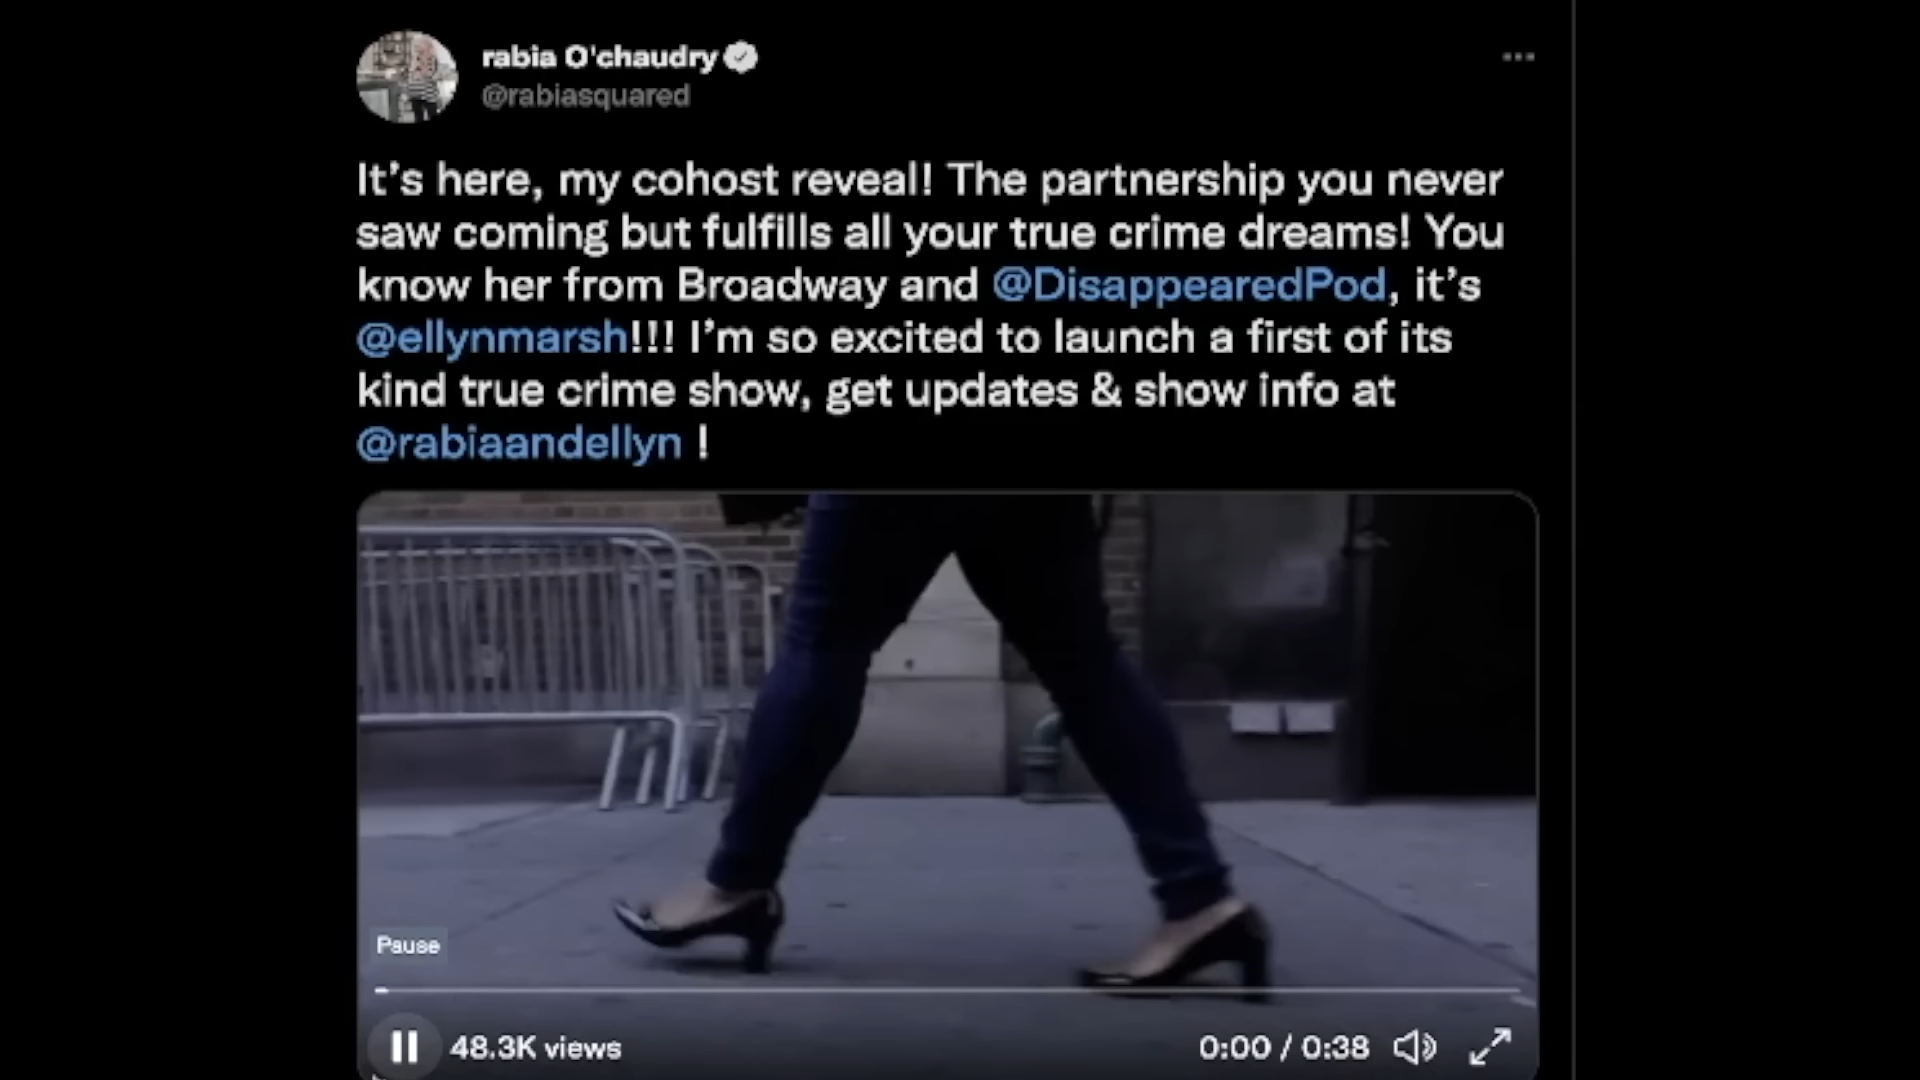 rabia O'chaudry
@rabiasquared
It's here, my cohost reveal! The partnership you never
saw coming but fulfills all your true crime dreams! You
know her from Broadway and @DisappearedPod, it's
@ellynmarsh!!! I'm so excited to launch a first of its
kind true crime show, get updates & show info at
@rabiaandellyn !
Pause
48.3K views
0:00 / 0:38